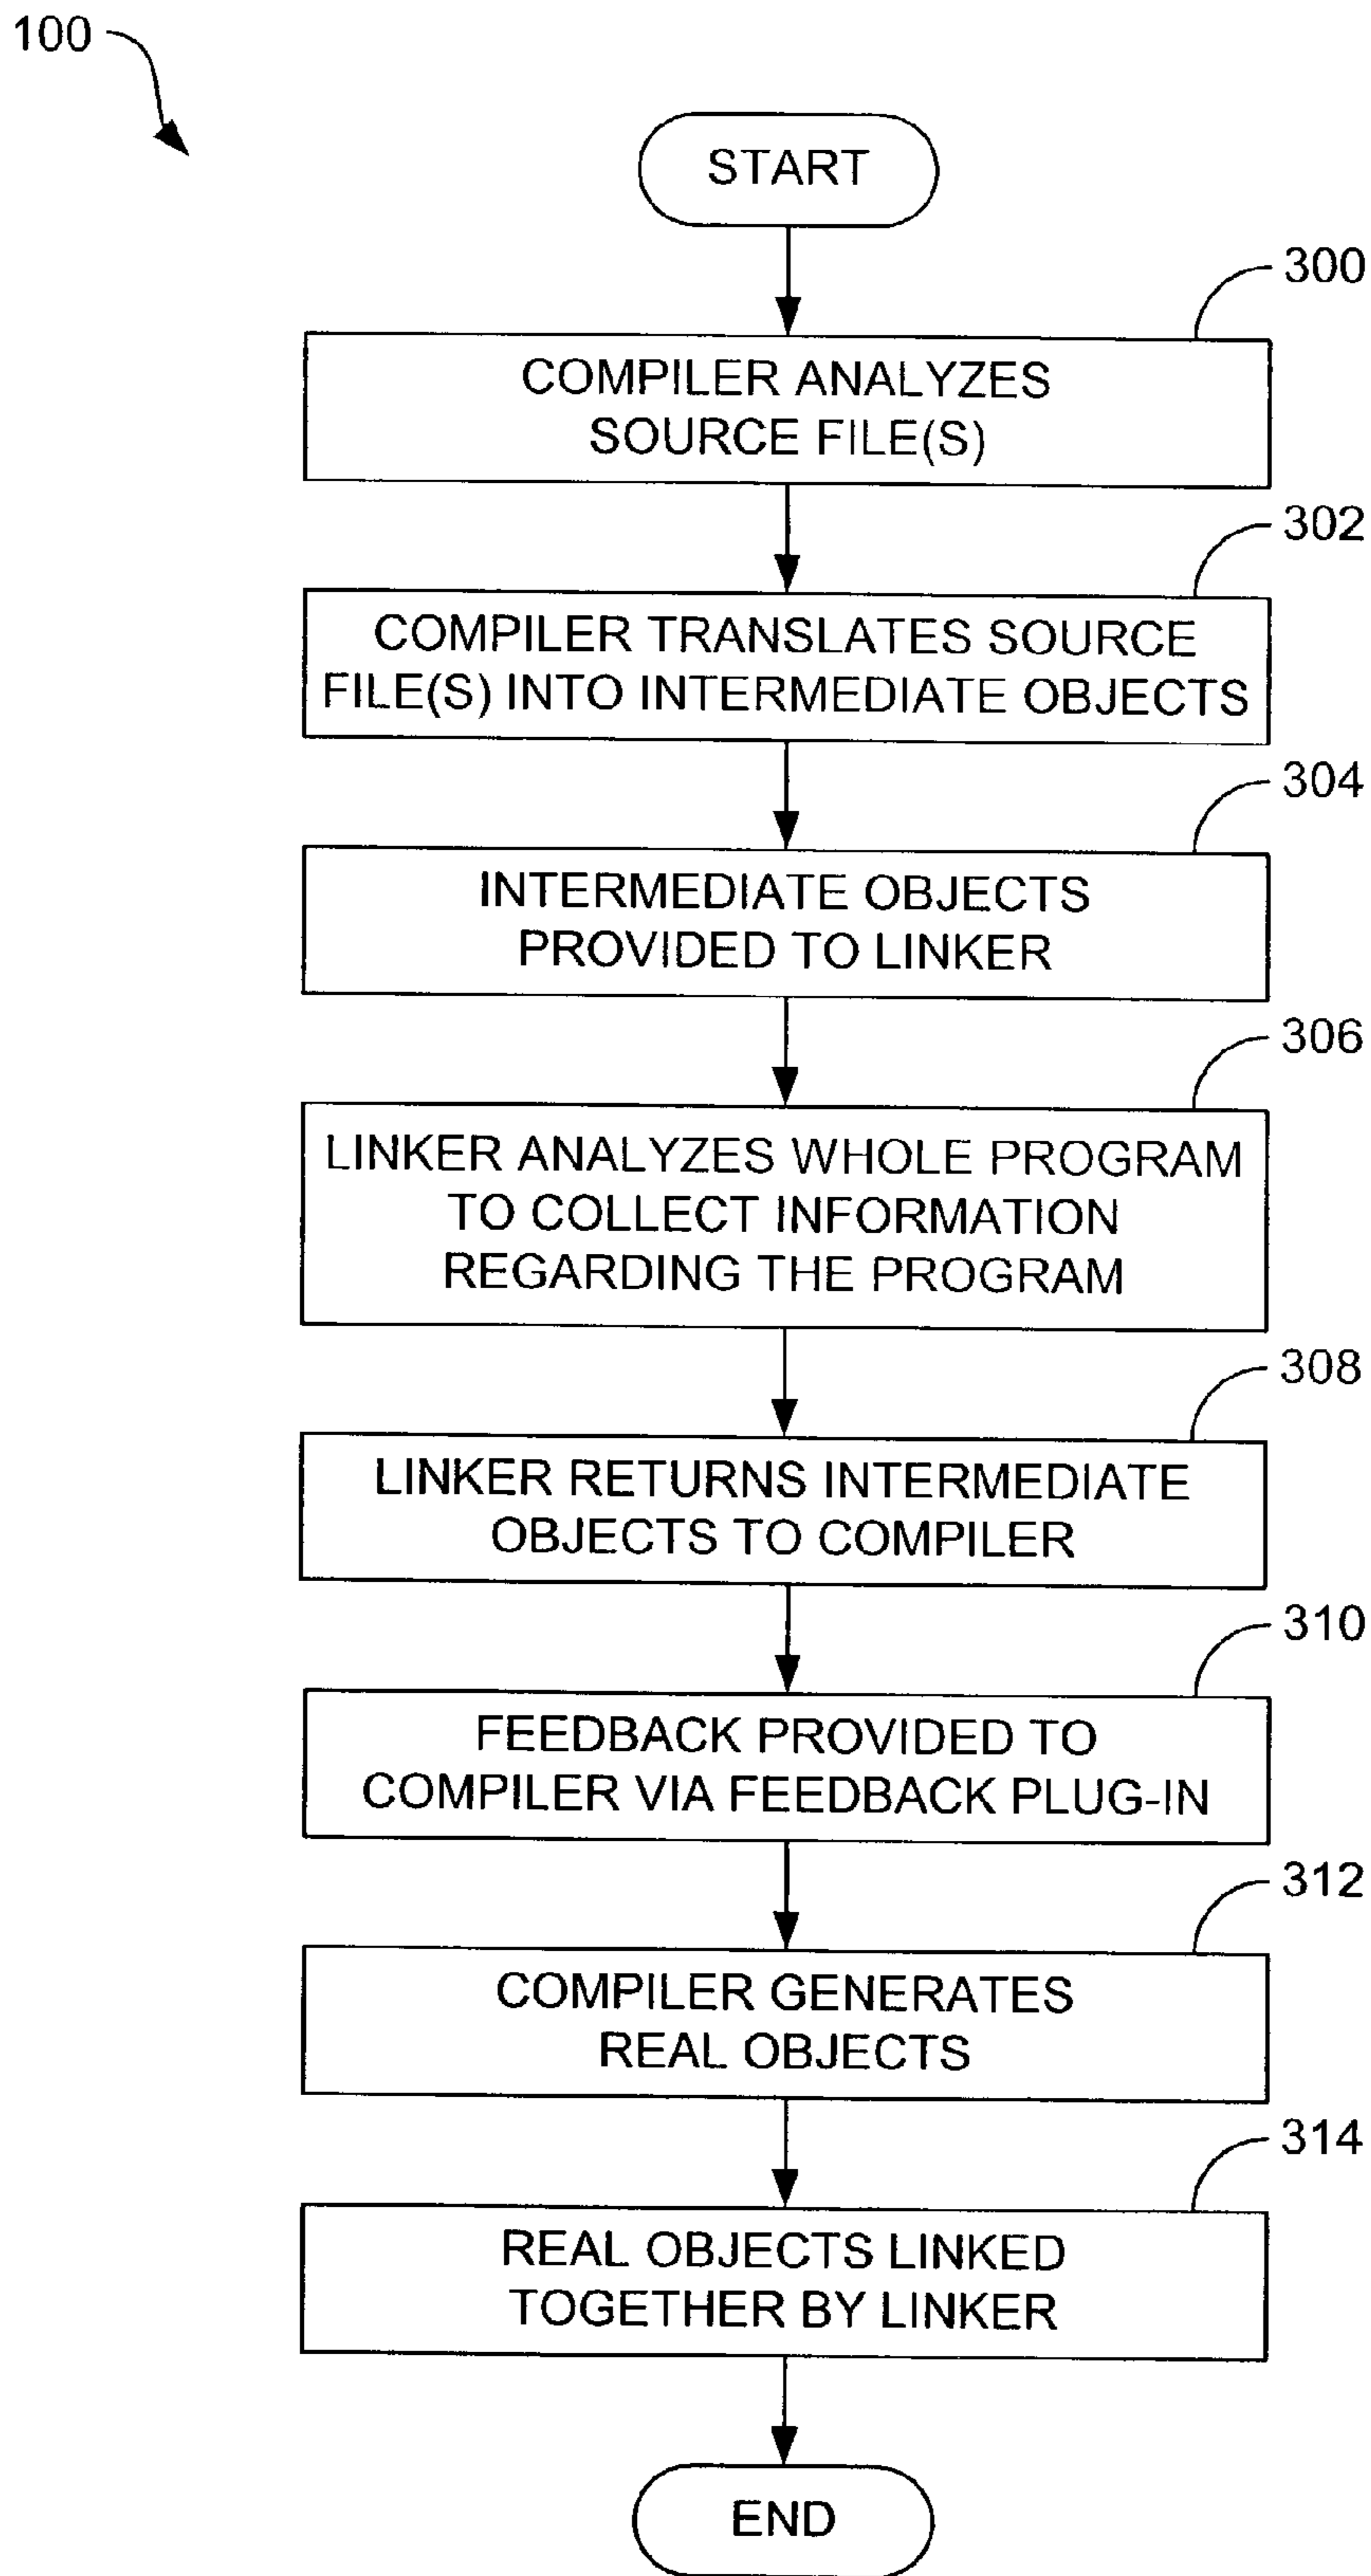 100
START
300
COMPILER ANALYZES
SOURCE FILE(S)
302
COMPILER TRANSLATES SOURCE
FILE(S) INTO INTERMEDIATE OBJECTS
304
INTERMEDIATE OBJECTS
PROVIDED TO LINKER
306
LINKER ANALYZES WHOLE PROGRAM
TO COLLECT INFORMATION
REGARDING THE PROGRAM
308
LINKER RETURNS INTERMEDIATE
OBJECTS TO COMPILER
310
FEEDBACK PROVIDED TO
COMPILER VIA FEEDBACK PLUG-IN
312
COMPILER GENERATES
REAL OBJECTS
314
REAL OBJECTS LINKED
TOGETHER BY LINKER
END